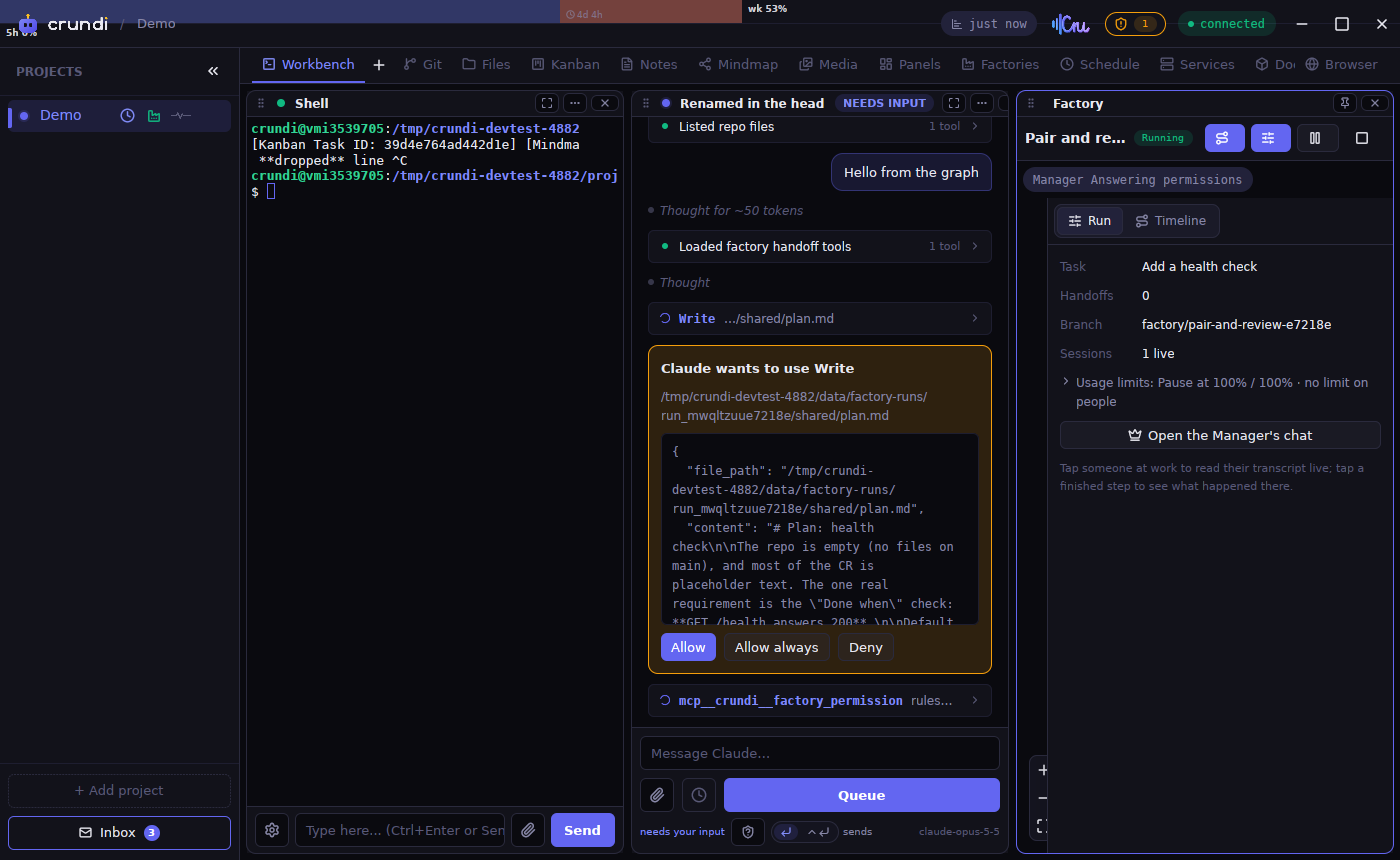 5h 6%
4d 4h
wk 53%
crundi / Demo
just now
Cru
1
connected
PROJECTS
Demo
+ Add project
Inbox 3
Workbench
Git
Files
Kanban
Notes
Mindmap
Media
Panels
Factories
Schedule
Services
Doc
Browser
Shell
crundi@vmi3539705:/tmp/crundi-devtest-4882
[Kanban Task ID: 39d4e764ad442d1e] [Mindma
**dropped** line ^C
crundi@vmi3539705:/tmp/crundi-devtest-4882/proj
$
Type here... (Ctrl+Enter or Sen
Send
Renamed in the head NEEDS INPUT
Listed repo files 1 tool
Hello from the graph
Thought for ~50 tokens
Loaded factory handoff tools 1 tool
Thought
Write …/shared/plan.md
Claude wants to use Write
/tmp/crundi-devtest-4882/data/factory-runs/
run_mwqltzuue7218e/shared/plan.md
{
"file_path": "/tmp/crundi-
devtest-4882/data/factory-runs/
run_mwqltzuue7218e/shared/plan.md",
"content": "# Plan: health
check\n\nThe repo is empty (no files on
main), and most of the CR is
placeholder text. The one real
requirement is the \"Done when\" check:
**GET /health answers 200**.\n\nDefault
Allow
Allow always
Deny
mcp__crundi__factory_permission rules…
Message Claude…
Queue
needs your input
sends
claude-opus-5-5
Factory
Pair and re… Running
Manager Answering permissions
Run
Timeline
Task Add a health check
Handoffs 0
Branch factory/pair-and-review-e7218e
Sessions 1 live
Usage limits: Pause at 100% / 100% · no limit on
people
Open the Manager's chat
Tap someone at work to read their transcript live; tap a
finished step to see what happened there.